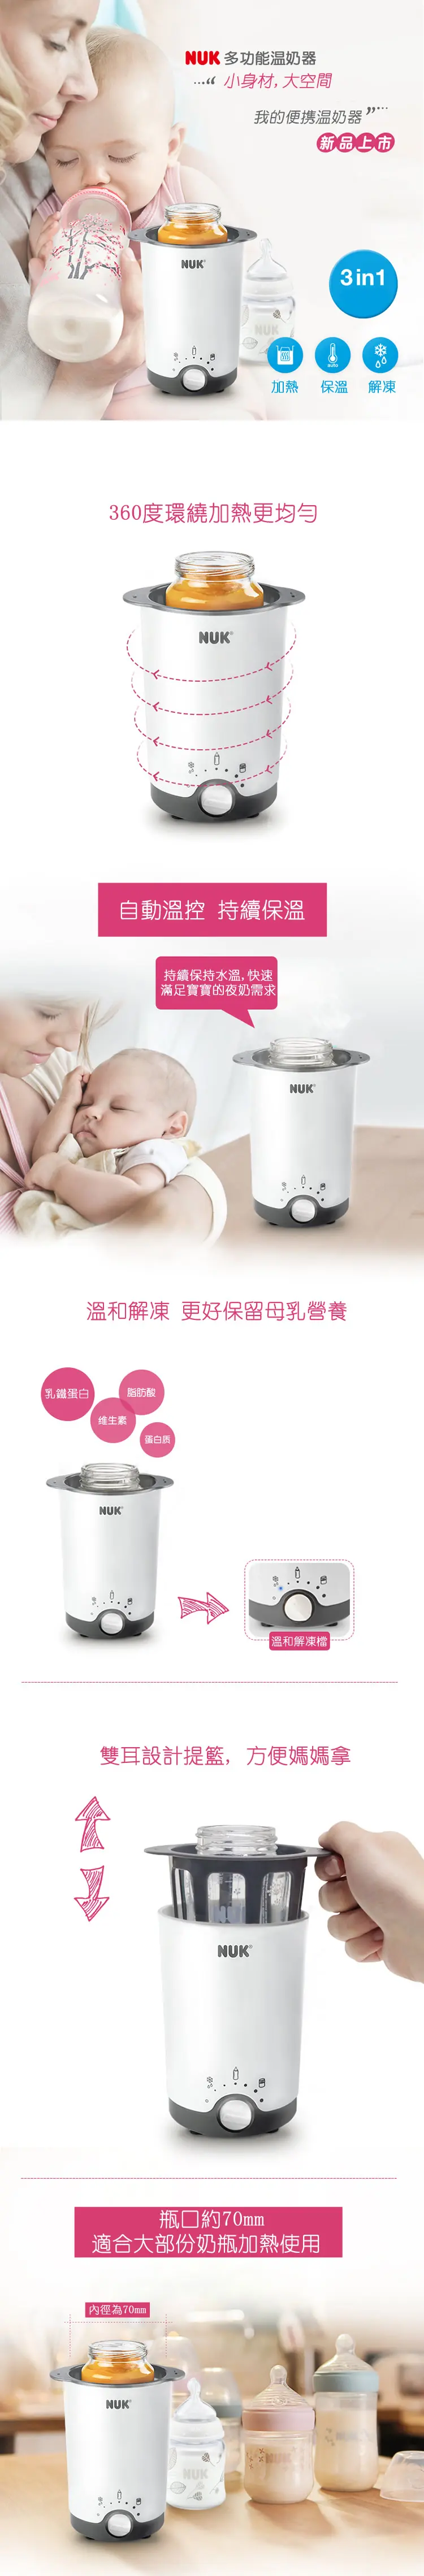 NUK 多功能温奶器
...“ 小身材, 大空間
我的便携温奶器 ”...
新品上市
NUK
3in1
NUK
加熱 保溫 解凍
360度環繞加熱更均勻
NUK
自動溫控 持續保溫
持續保持水溫, 快速
滿足寶寶的夜奶需求
NUK
溫和解凍 更好保留母乳營養
乳鐵蛋白
脂肪酸
维生素
蛋白质
NUK
溫和解凍檔
雙耳設計提籃, 方便媽媽拿
NUK
瓶口約70mm
適合大部份奶瓶加熱使用
內徑為70mm
NUK
NUK
NUK